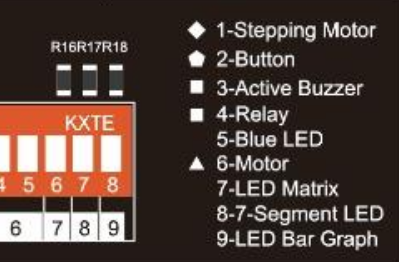 R16R17R18
KXTE
4 5 6 7 8
6 7 8 9
1-Stepping Motor
2-Button
3-Active Buzzer
4-Relay
5-Blue LED
6-Motor
7-LED Matrix
8-7-Segment LED
9-LED Bar Graph